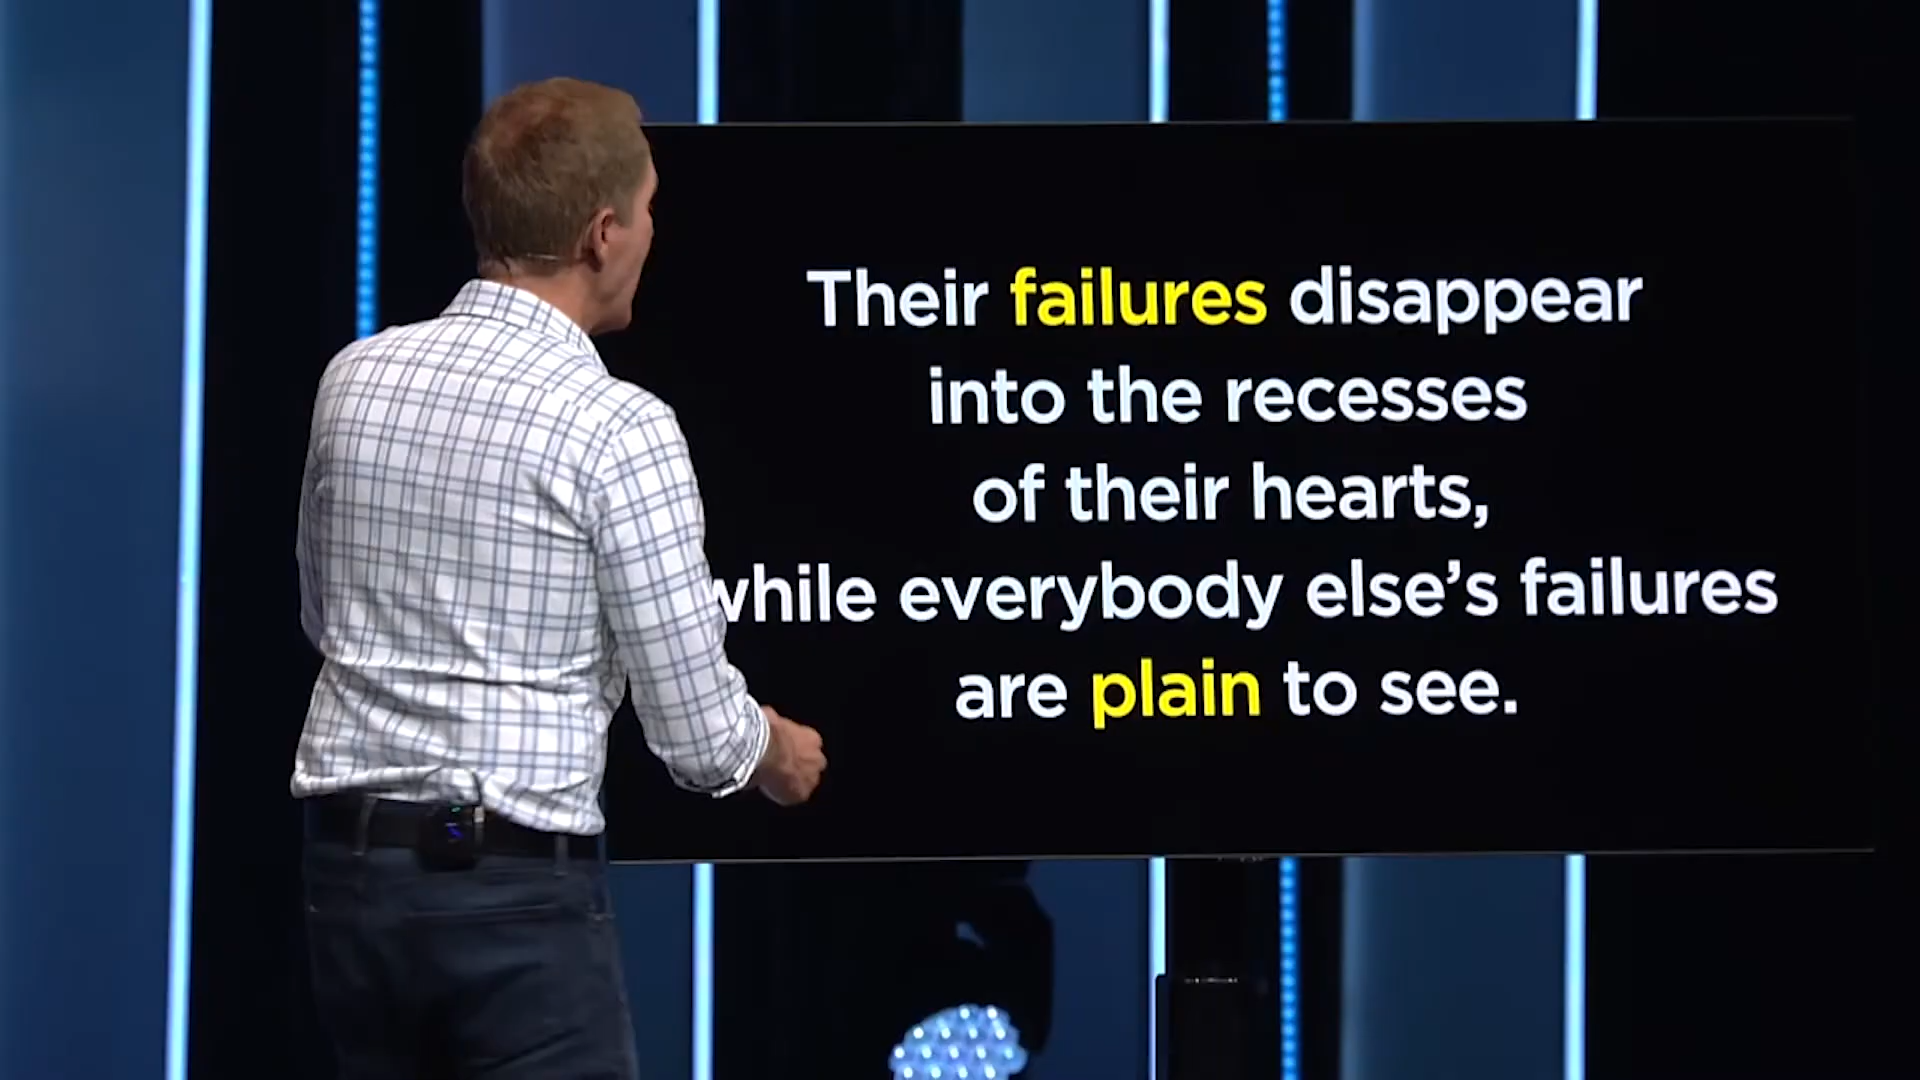 Their failures disappear
into the recesses
of their hearts,
while everybody else’s failures
are plain to see.